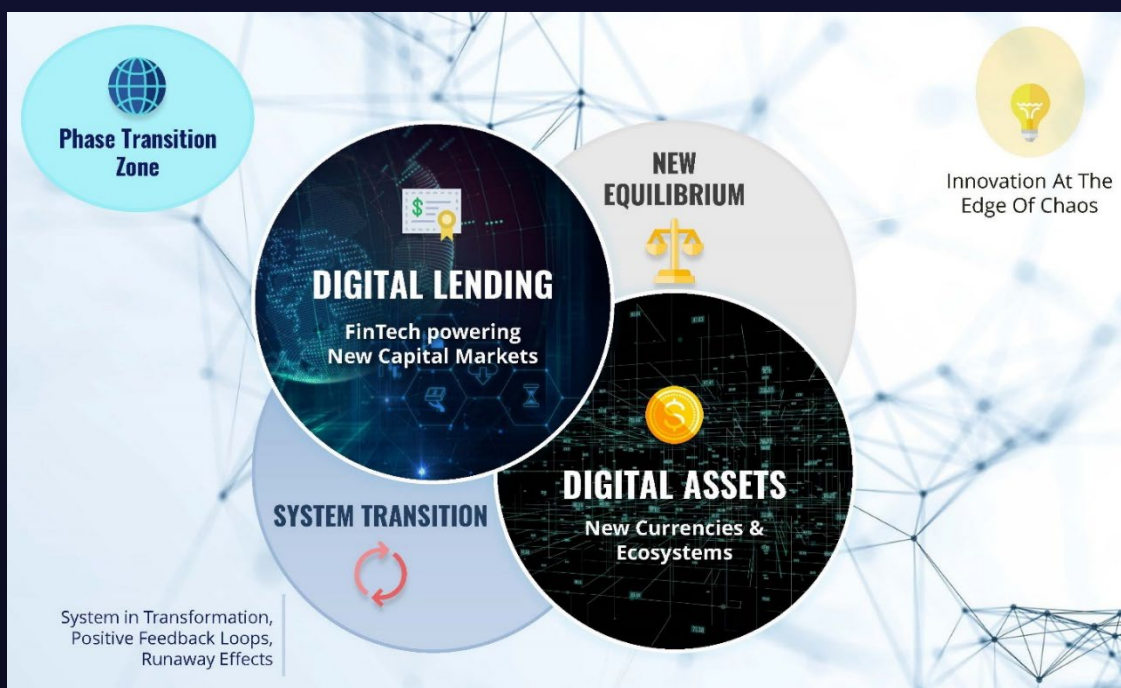 Phase Transition
Zone
Innovation At The
Edge Of Chaos
NEW
EQUILIBRIUM
DIGITAL LENDING
FinTech powering
New Capital Markets
DIGITAL ASSETS
New Currencies &
Ecosystems
SYSTEM TRANSITION
System in Transformation,
Positive Feedback Loops,
Runaway Effects